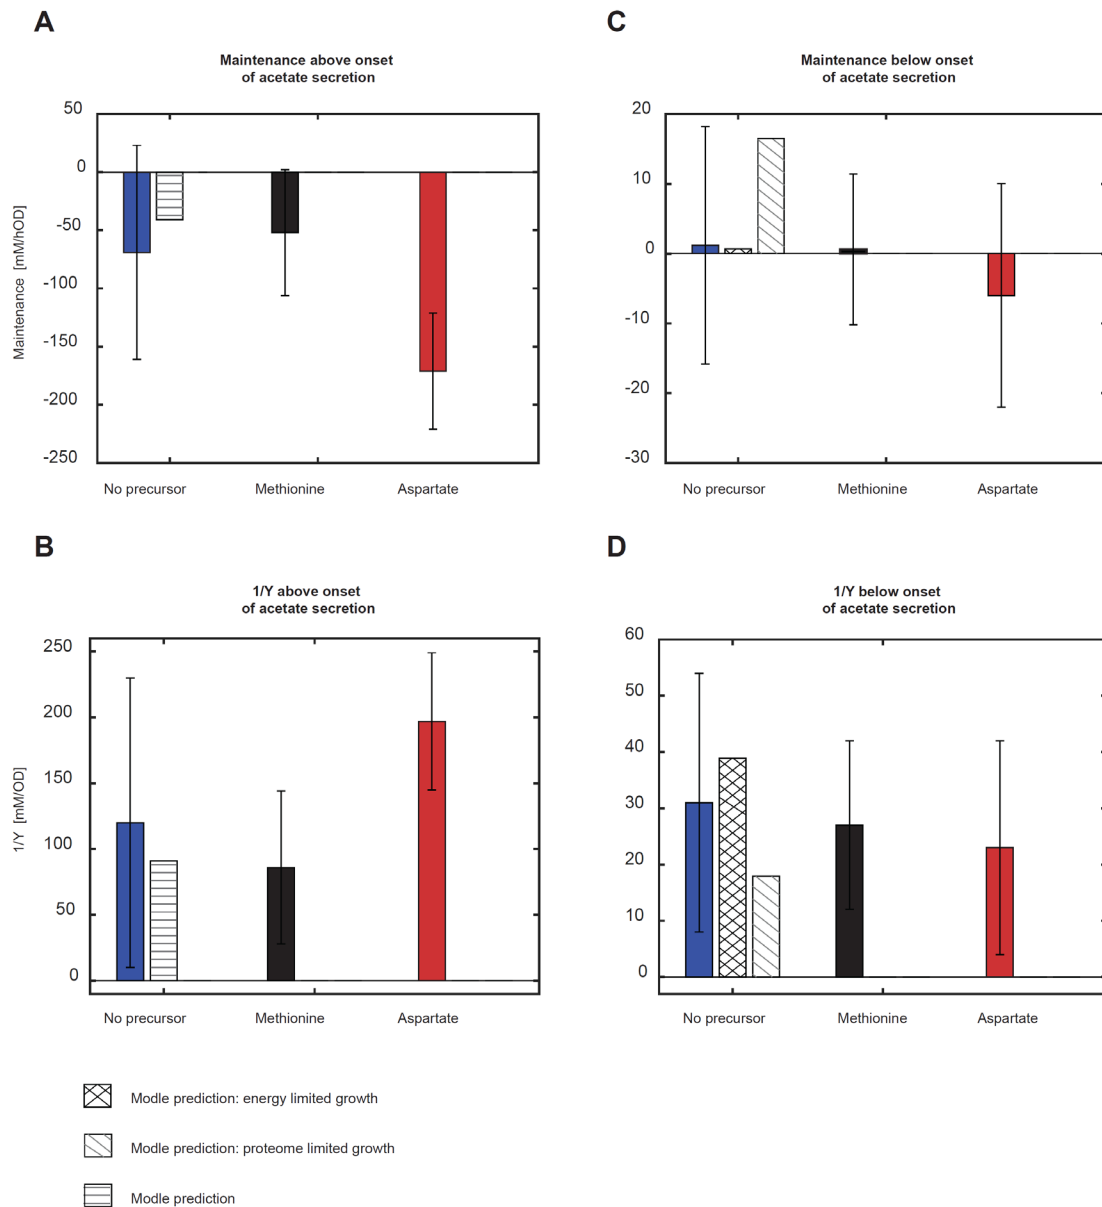 A
Maintenance above onset
of acetate secretion
50
0
-50
-100
-150
-200
-250
Maintenance [mM/hOD]
No precursor Methionine Aspartate
C
Maintenance below onset
of acetate secretion
20
10
0
-10
-20
-30
No precursor Methionine Aspartate
B
1/Y above onset
of acetate secretion
250
200
150
100
50
0
1/Y [mM/OD]
No precursor Methionine Aspartate
D
1/Y below onset
of acetate secretion
60
50
40
30
20
10
0
No precursor Methionine Aspartate
Modle prediction: energy limited growth
Modle prediction: proteome limited growth
Modle prediction